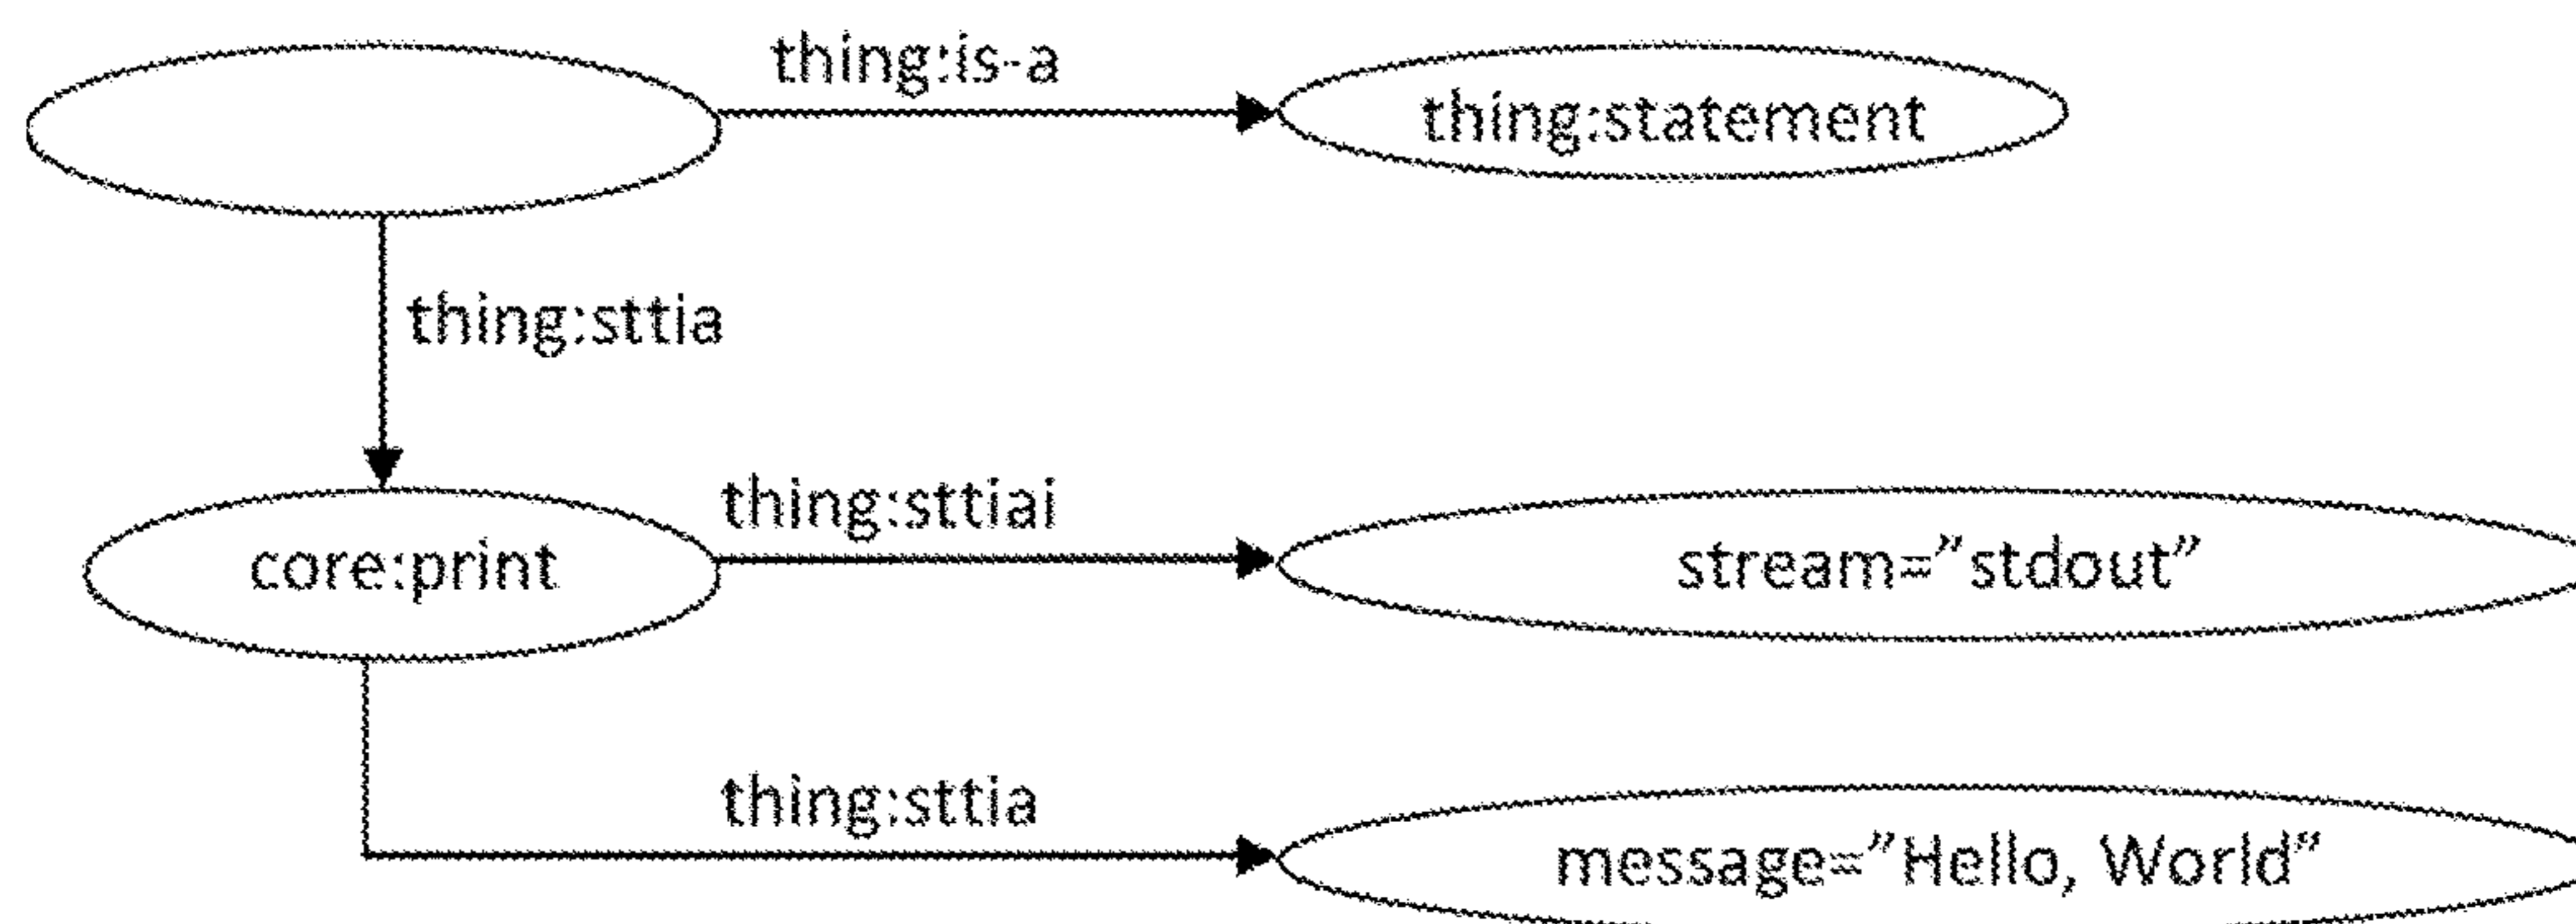 thing:is-a
thing:statement
thing:sttia
thing:sttiai
core:print
stream=”stdout”
thing:sttia
message=”Hello, World”